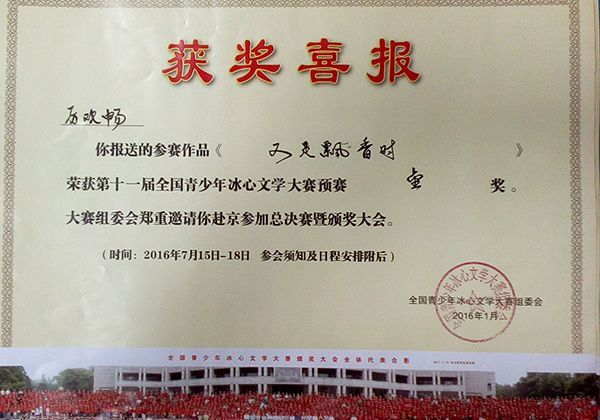 获奖喜报
历欢畅
你报送的参赛作品《 又是飘香时 》
荣获第十一届全国青少年冰心文学大赛预赛 金 奖。
大赛组委会郑重邀请你赴京参加总决赛暨颁奖大会。
(时间:2016年7月15日-18日 参会须知及日程安排附后)
全国青少年冰心文学大赛组委会
2016年1月
全国青少年冰心文学大赛颁奖大会全体代表合影